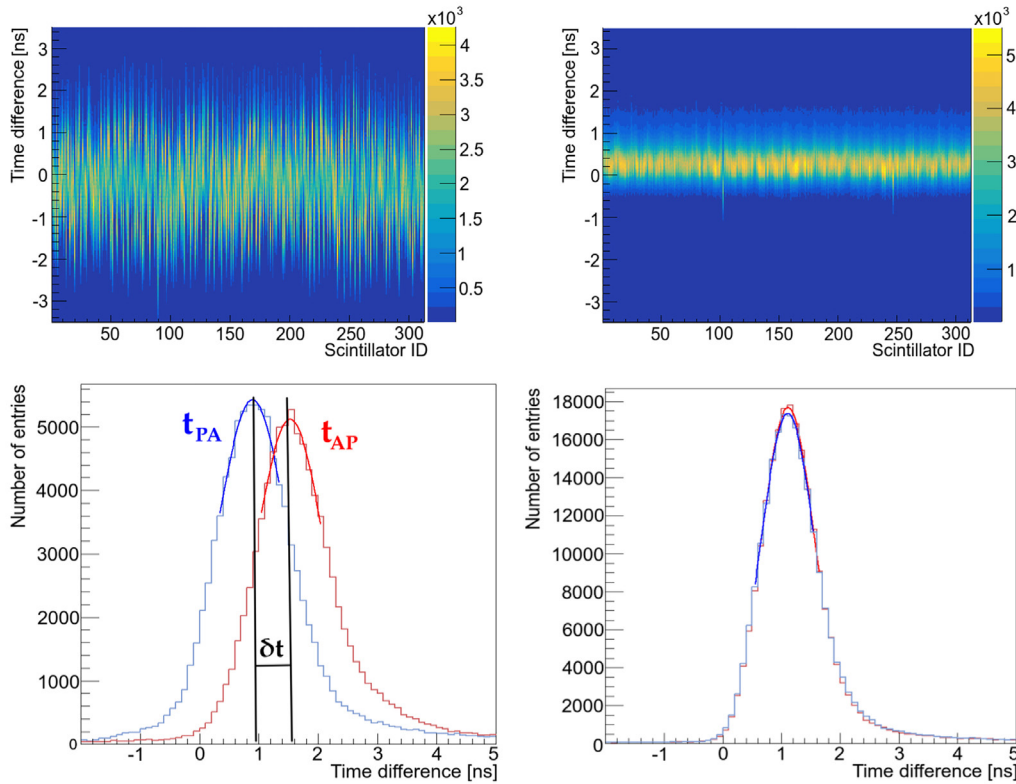 x10³
Time difference [ns]
3
2
1
0
-1
-2
-3
4
3.5
3
2.5
2
1.5
1
0.5
50 100 150 200 250 300
Scintillator ID
x10³
Time difference [ns]
3
2
1
0
-1
-2
-3
5
4
3
2
1
50 100 150 200 250 300
Scintillator ID
Number of entries
5000
4000
3000
2000
1000
0
tPA
tAP
δt
-1 0 1 2 3 4 5
Time difference [ns]
Number of entries
18000
16000
14000
12000
10000
8000
6000
4000
2000
0
-1 0 1 2 3 4 5
Time difference [ns]